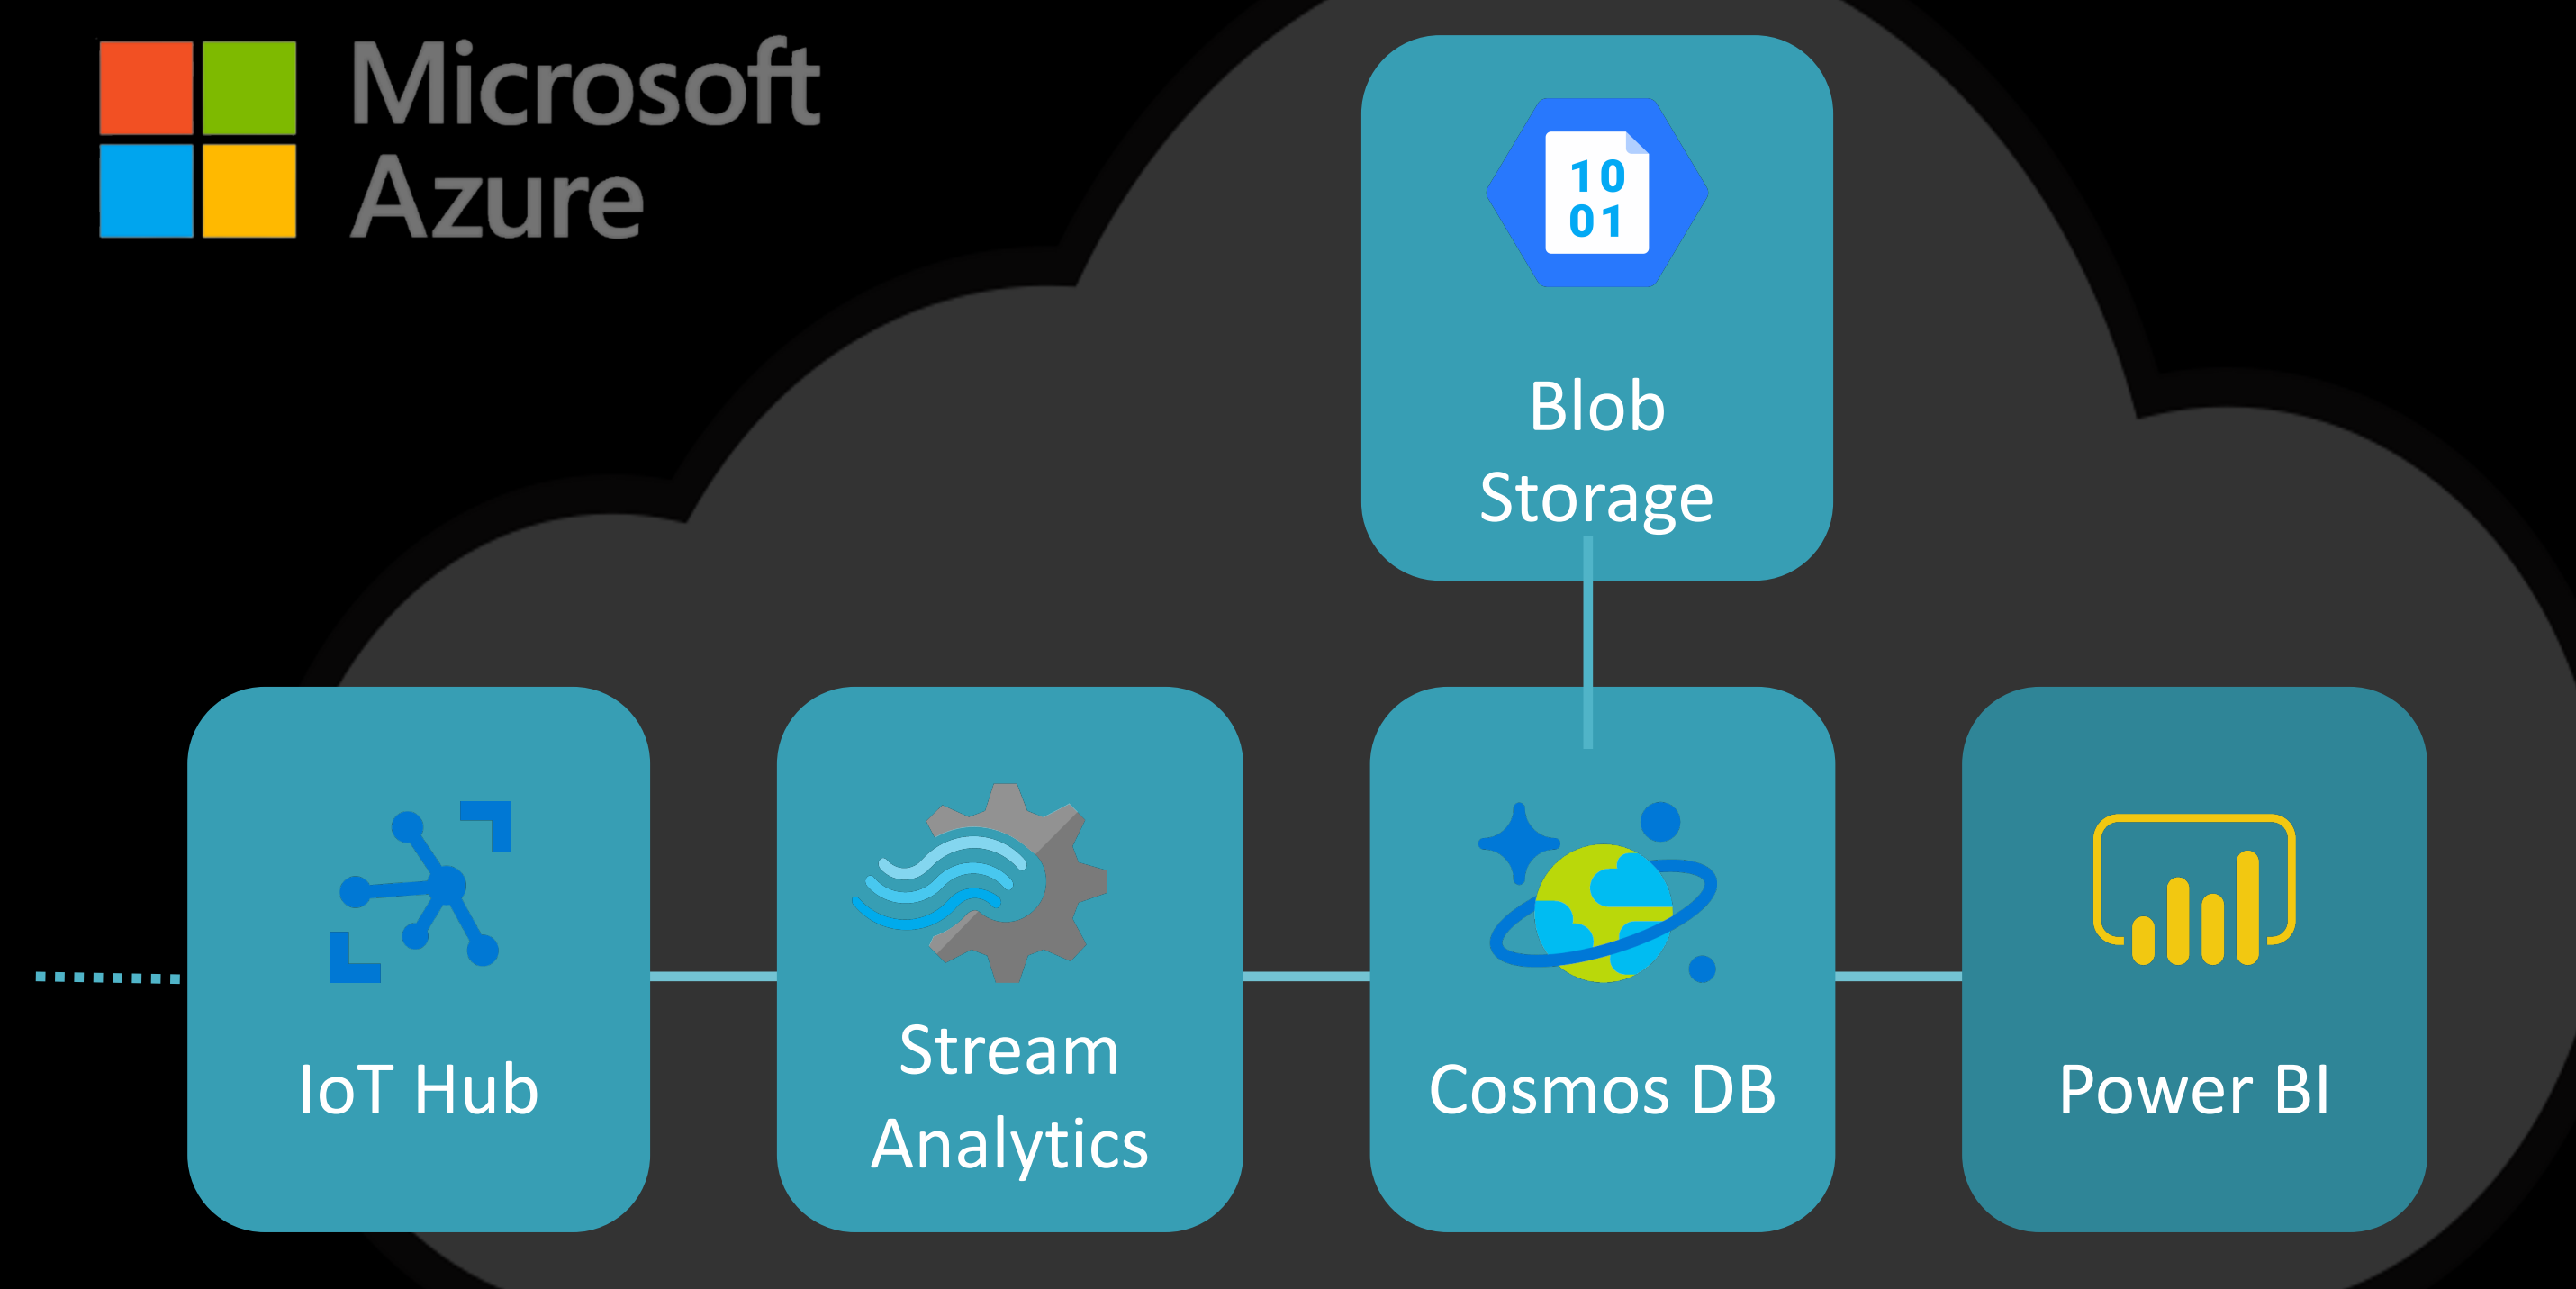 Microsoft
Azure
10
01
Blob
Storage
IoT Hub
Stream
Analytics
Cosmos DB
Power BI